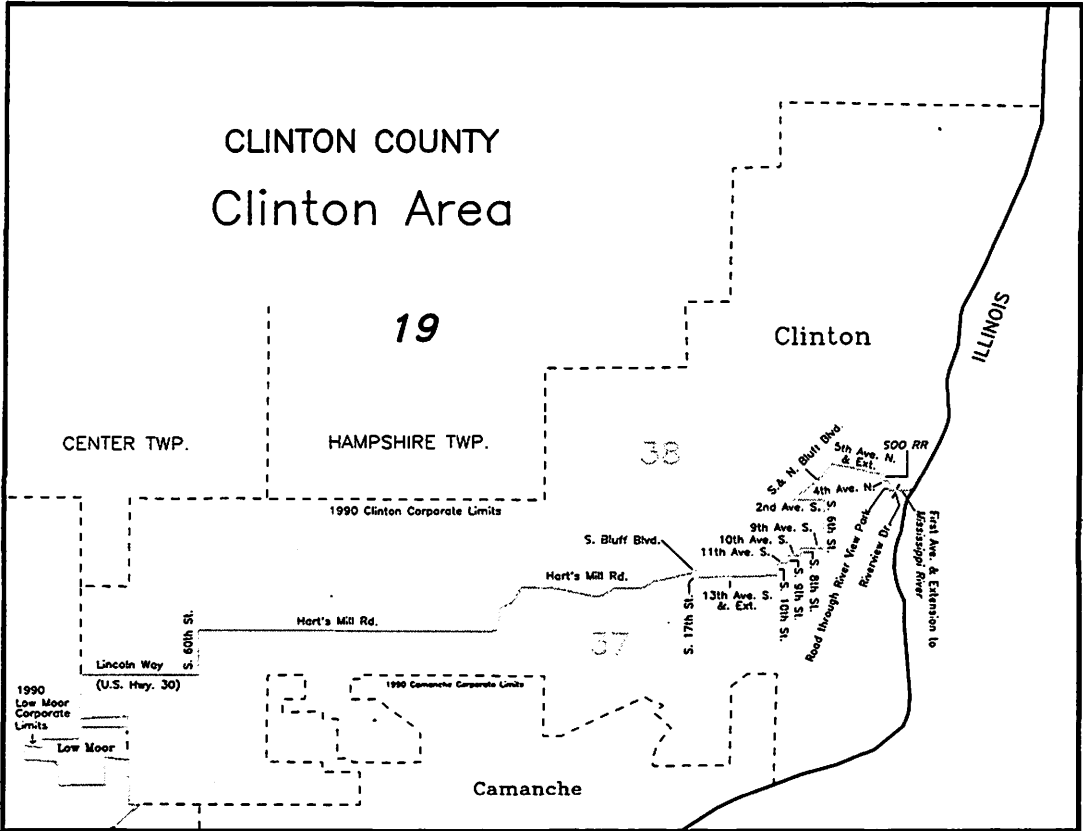 CLINTON COUNTY
Clinton Area
19
Clinton
ILLINOIS
CENTER TWP.
HAMPSHIRE TWP.
38
S.& N. Bluff Blvd.
5th Ave. N.
& Ext.
SOO RR
4th Ave. N.
2nd Ave. S.
S. 6th St.
1990 Clinton Corporate Limits
9th Ave. S.
10th Ave. S.
11th Ave. S.
S. Bluff Blvd.
Hart's Mill Rd.
13th Ave. S.
& Ext.
S. 17th St.
S. 10th St.
S. 9th St.
S. 8th St.
Road through River View Park
Riverview Dr.
First Ave. & Extension to
Mississippi River
Hart's Mill Rd.
S. 60th St.
37
Lincoln Way
(U.S. Hwy. 30)
1990 Camanche Corporate Limits
1990
Low Moor
Corporate
Limits
Low Moor
Camanche